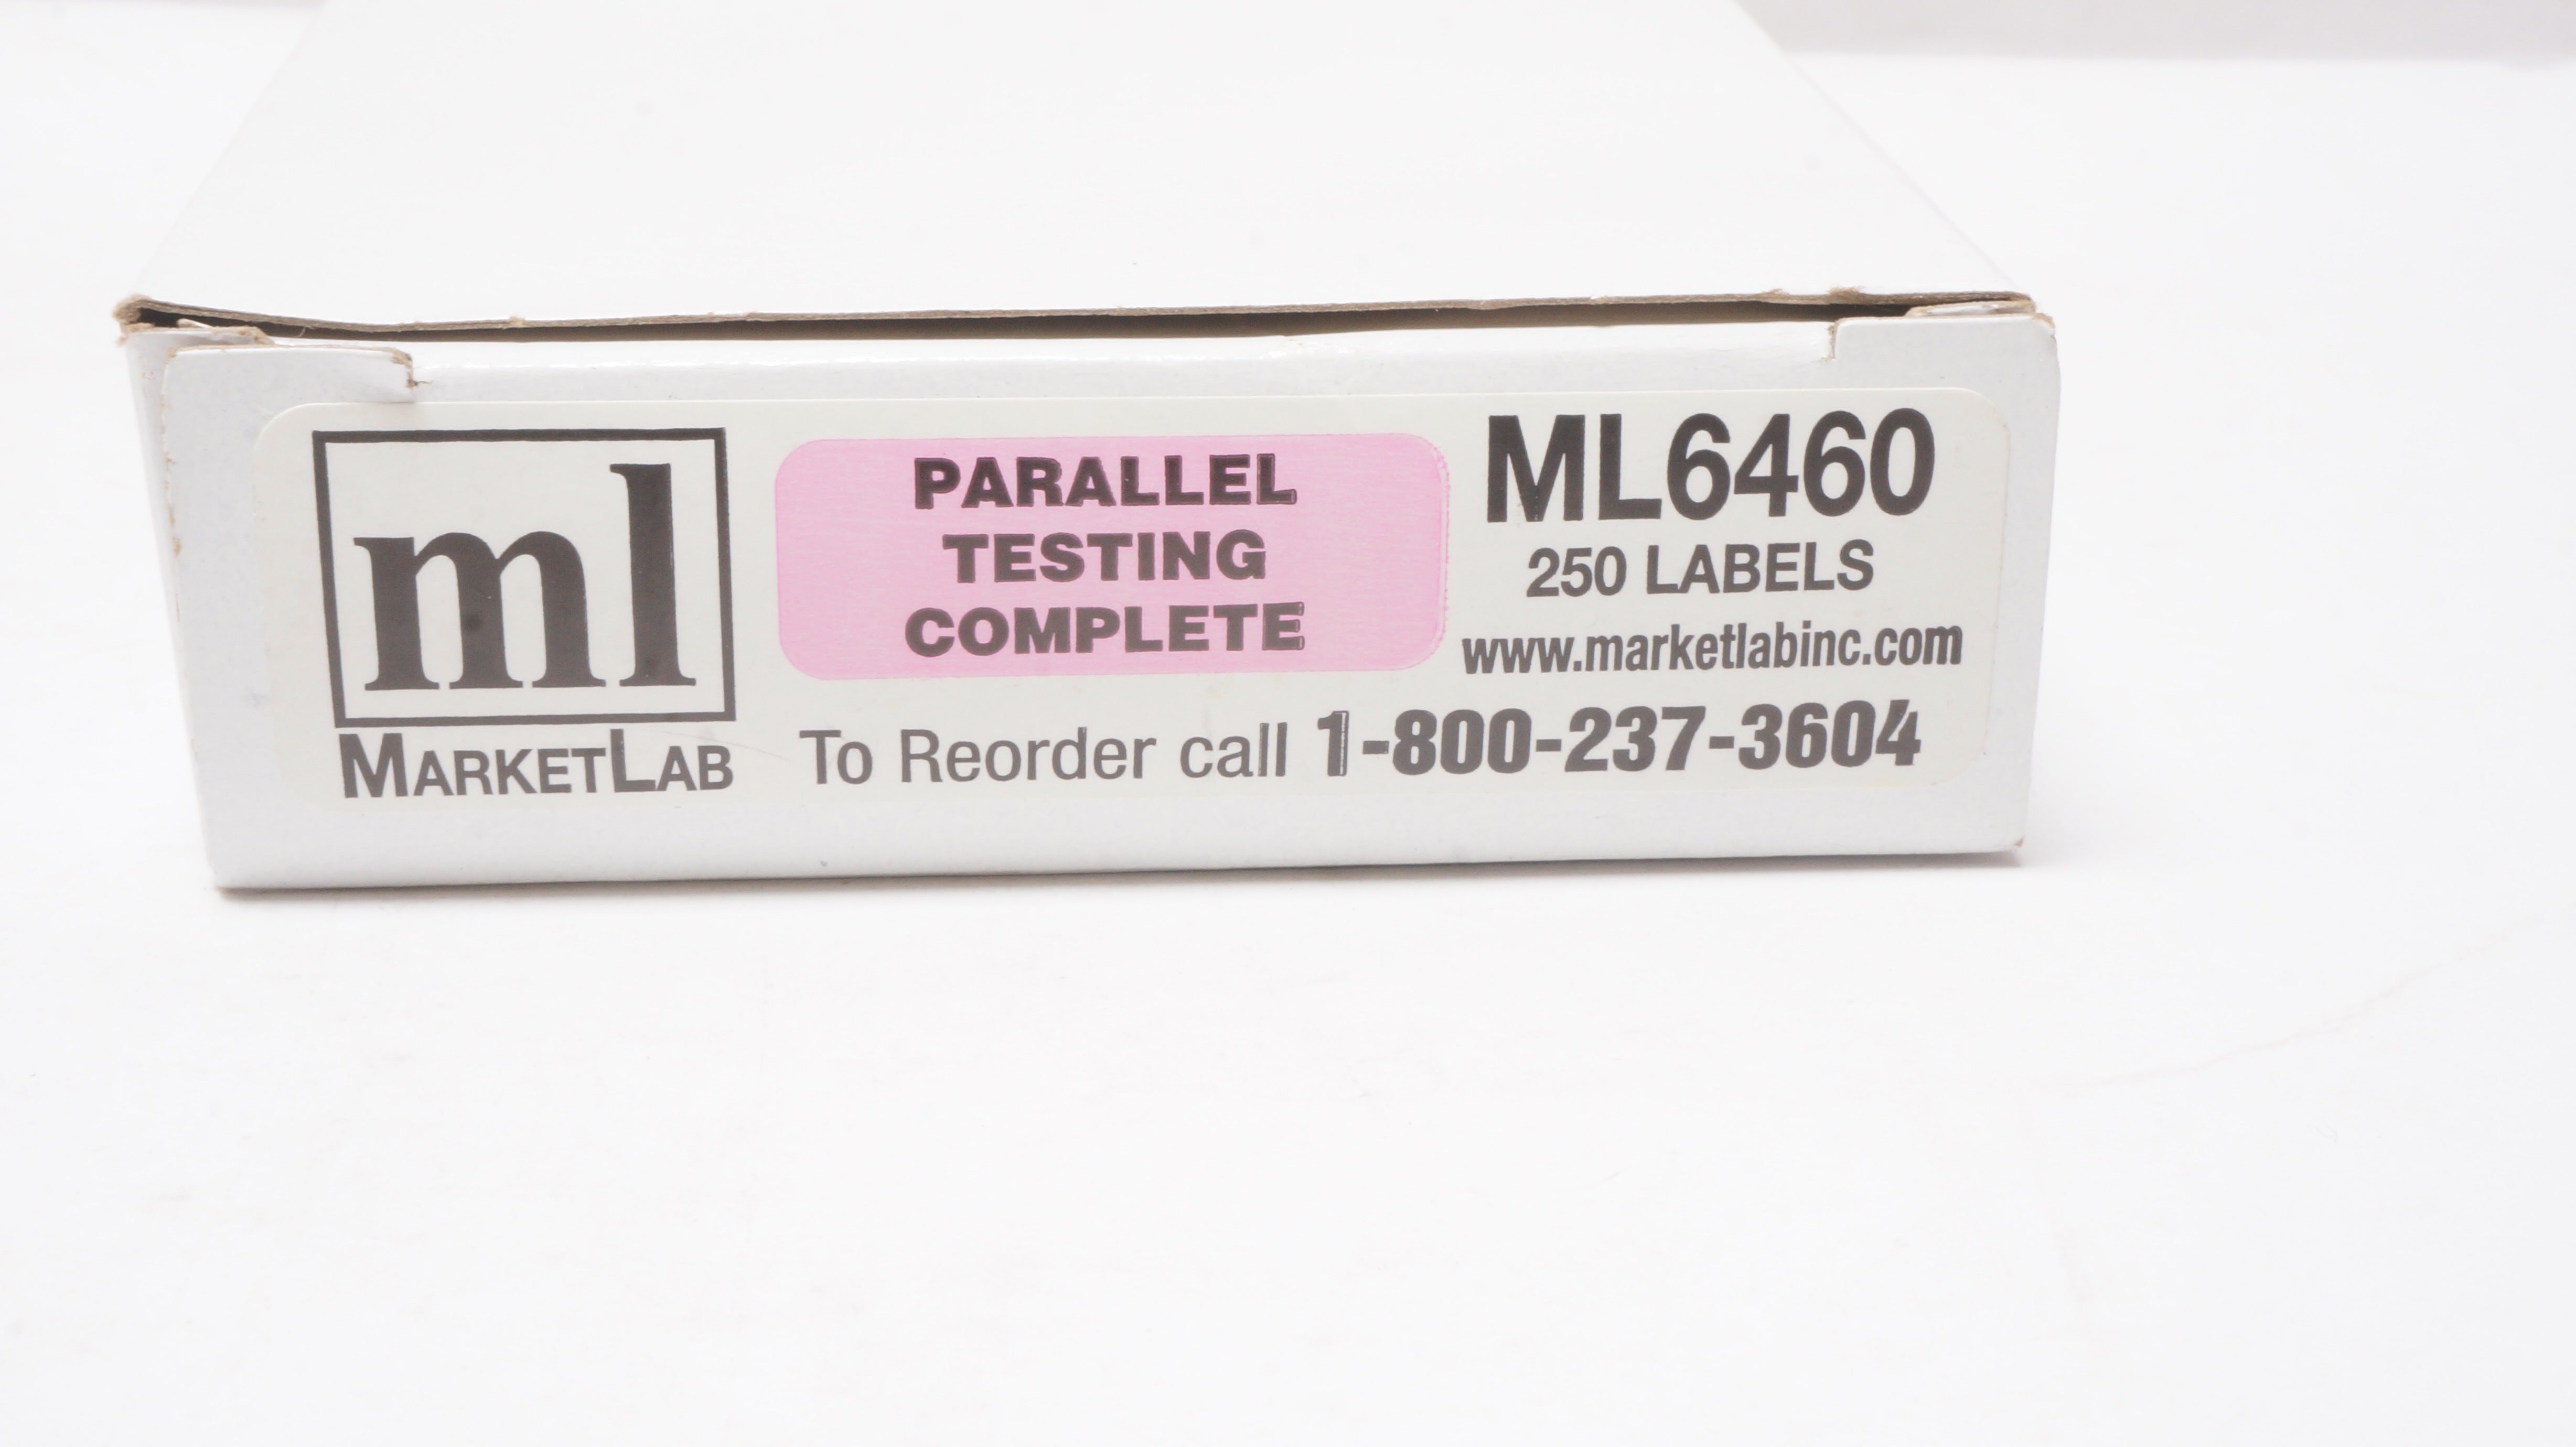 ml
MARKETLAB
PARALLEL
TESTING
COMPLETE
ML6460
250 LABELS
www.marketlabinc.com
To Reorder call 1-800-237-3604